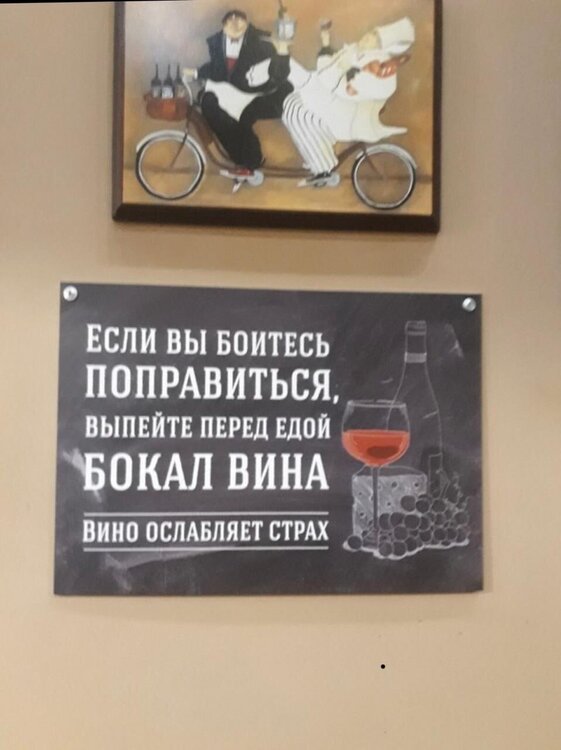 Если вы боитесь
поправиться,
выпейте перед едой
бокал вина
Вино ослабляет страх